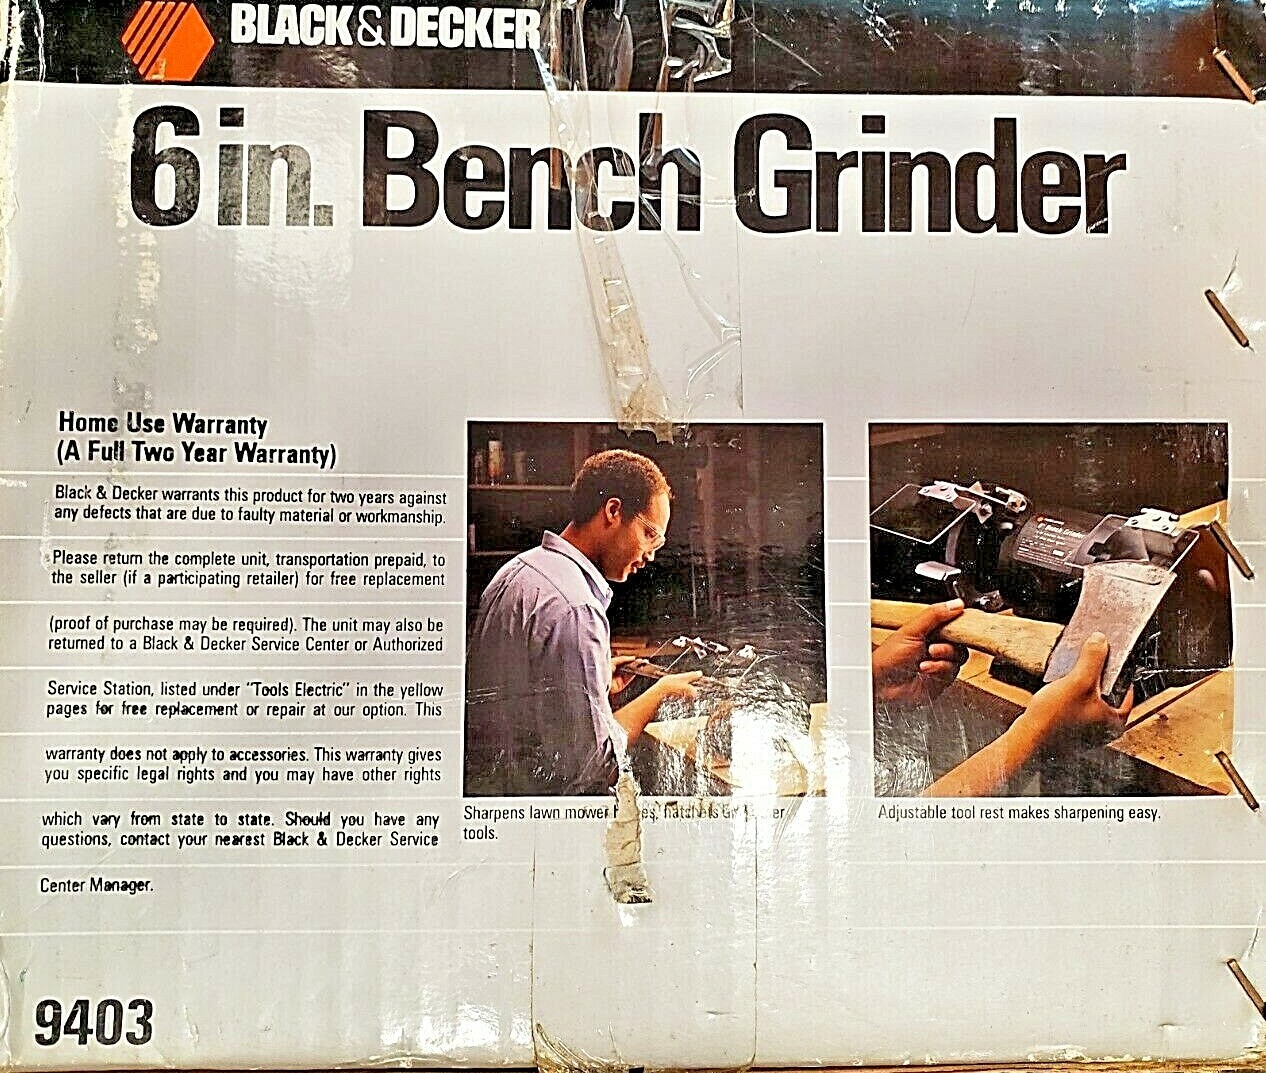 BLACK&DECKER
6 in. Bench Grinder
Home Use Warranty
(A Full Two Year Warranty)
Black & Decker warrants this product for two years against
any defects that are due to faulty material or workmanship.
Please return the complete unit, transportation prepaid, to
the seller (if a participating retailer) for free replacement
(proof of purchase may be required). The unit may also be
returned to a Black & Decker Service Center or Authorized
Service Station, listed under "Tools Electric" in the yellow
pages for free replacement or repair at our option. This
warranty does not apply to accessories. This warranty gives
you specific legal rights and you may have other rights
which vary from state to state. Should you have any
questions, contact your nearest Black & Decker Service
Center Manager.
Bench Grinder
Sharpens lawn mower
tools.
Adjustable tool rest makes sharpening easy.
9403